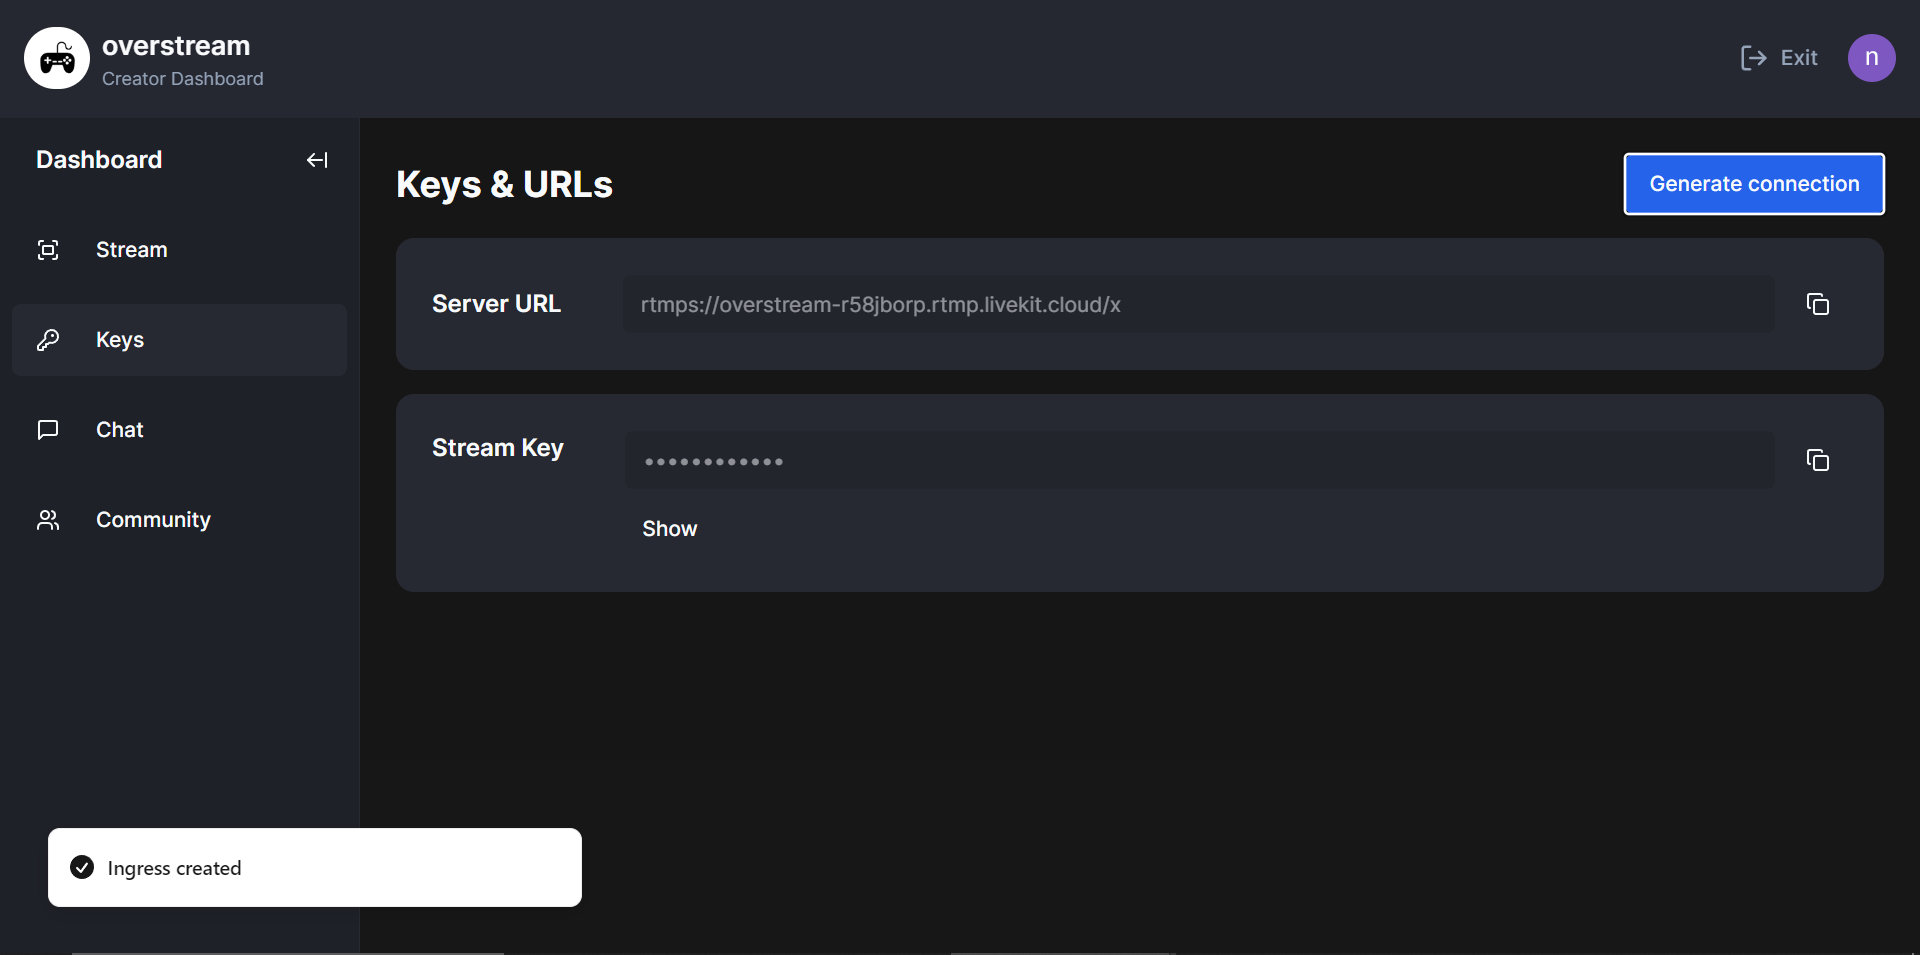 overstream
Creator Dashboard
Exit
n
Dashboard
Stream
Keys
Chat
Community
Keys & URLs
Generate connection
Server URL
rtmps://overstream-r58jborp.rtmp.livekit.cloud/x
Stream Key
••••••••••••
Show
Ingress created